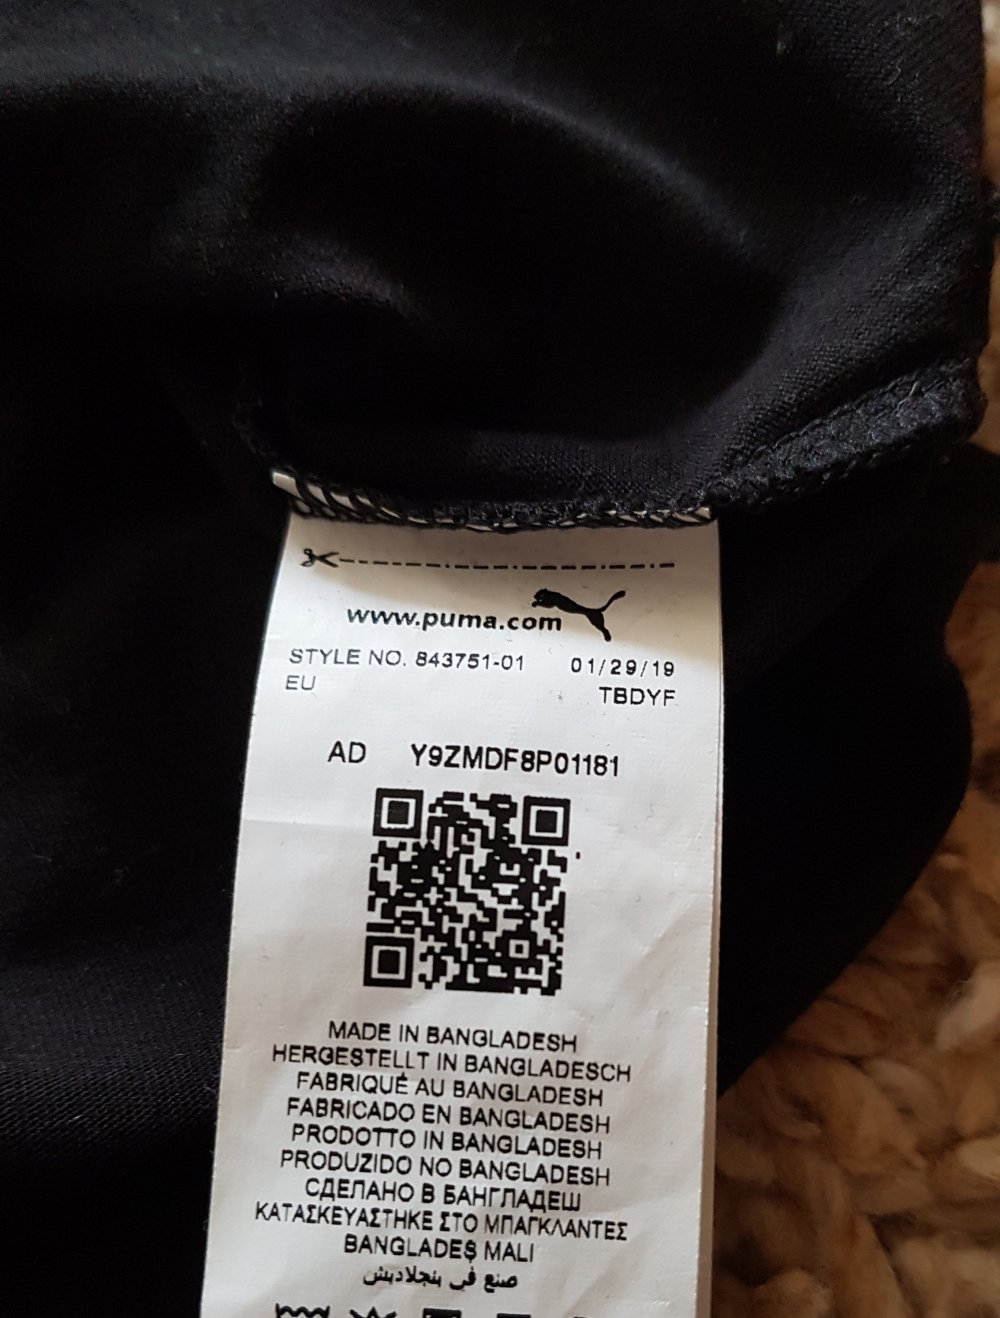 www.puma.com
STYLE NO. 843751-01 01/29/19
EU TBDYF
AD Y9ZMDF8P01181
MADE IN BANGLADESH
HERGESTELLT IN BANGLADESCH
FABRIQUÉ AU BANGLADESH
FABRICADO EN BANGLADESH
PRODOTTO IN BANGLADESH
PRODUZIDO NO BANGLADESH
СДЕЛАНО В БАНГЛАДЕШ
ΚΑΤΑΣΚΕΥΑΣΤΗΚΕ ΣΤΟ ΜΠΑΓΚΛΑΝΤΕΣ
BANGLADEŞ MALI
صنع في بنجلاديش